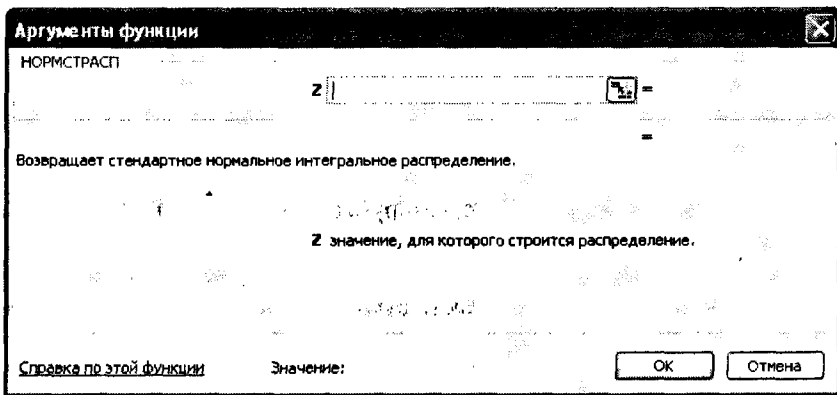 Аргументы функции
НОРМСТРАСП
Z =
=
Возвращает стандартное нормальное интегральное распределение.
Z значение, для которого строится распределение.
Справка по этой функции Значение: ОК Отмена